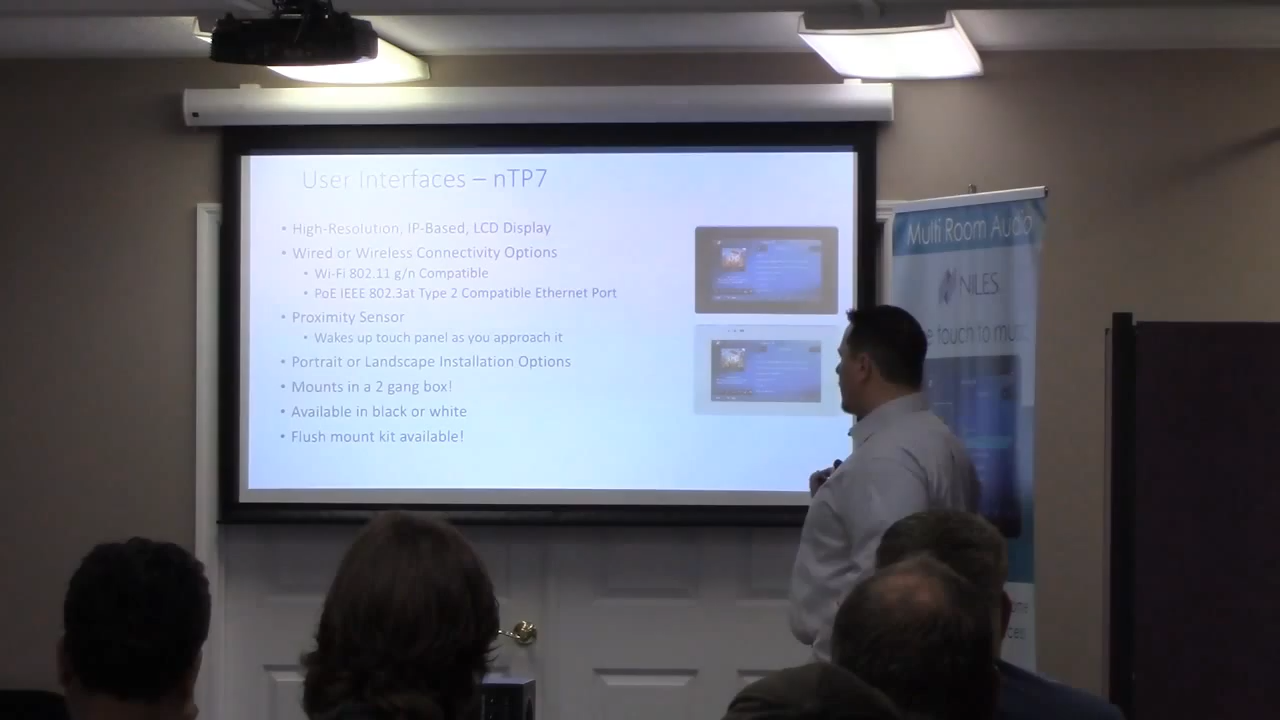 User Interfaces – nTP7
• High-Resolution, IP-Based, LCD Display
• Wired or Wireless Connectivity Options
• Wi-Fi 802.11 g/n Compatible
• PoE IEEE 802.3at Type 2 Compatible Ethernet Port
• Proximity Sensor
• Wakes up touch panel as you approach it
• Portrait or Landscape Installation Options
• Mounts in a 2 gang box!
• Available in black or white
• Flush mount kit available!
Multi Room Audio
NILES
touch to